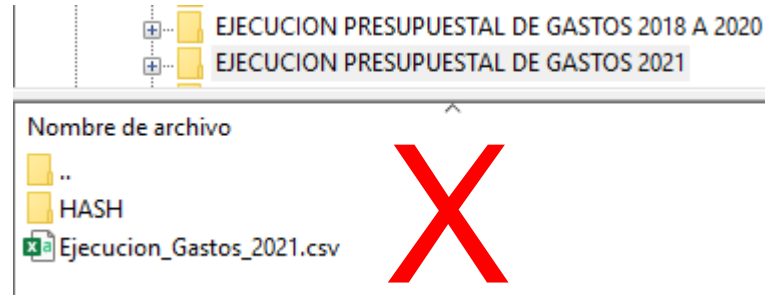 EJECUCION PRESUPUESTAL DE GASTOS 2018 A 2020
EJECUCION PRESUPUESTAL DE GASTOS 2021
Nombre de archivo
..
HASH
Ejecucion_Gastos_2021.csv
X